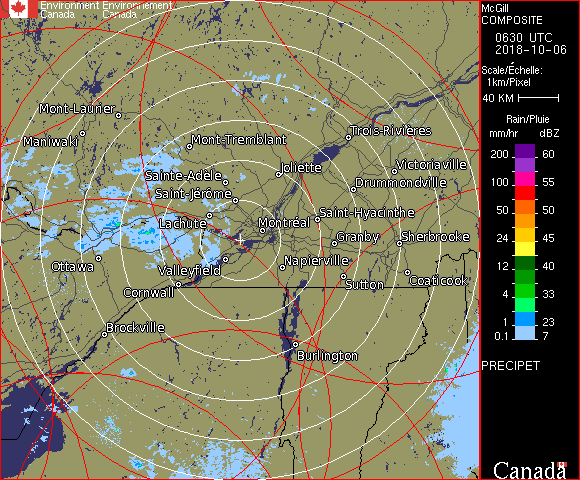 Environment Environnement
Canada Canada
McGill
COMPOSITE
0630 UTC
2018-10-06
Scale/Échelle:
1km/Pixel
40 KM
Rain/Pluie
mm/hr dBZ
200 60
100 55
50 50
24 45
12 40
4 33
1 23
0.1 7
PRECIPET
Canada
Mont-Laurier
Maniwaki
Mont-Tremblant
Trois-Rivières
Sainte-Adèle
Joliette
Victoriaville
Saint-Jérôme
Drummondville
Lachute
Montréal
Saint-Hyacinthe
Granby
Sherbrooke
Ottawa
Valleyfield
Napierville
Cornwall
Sutton
Coaticook
Brockville
Burlington